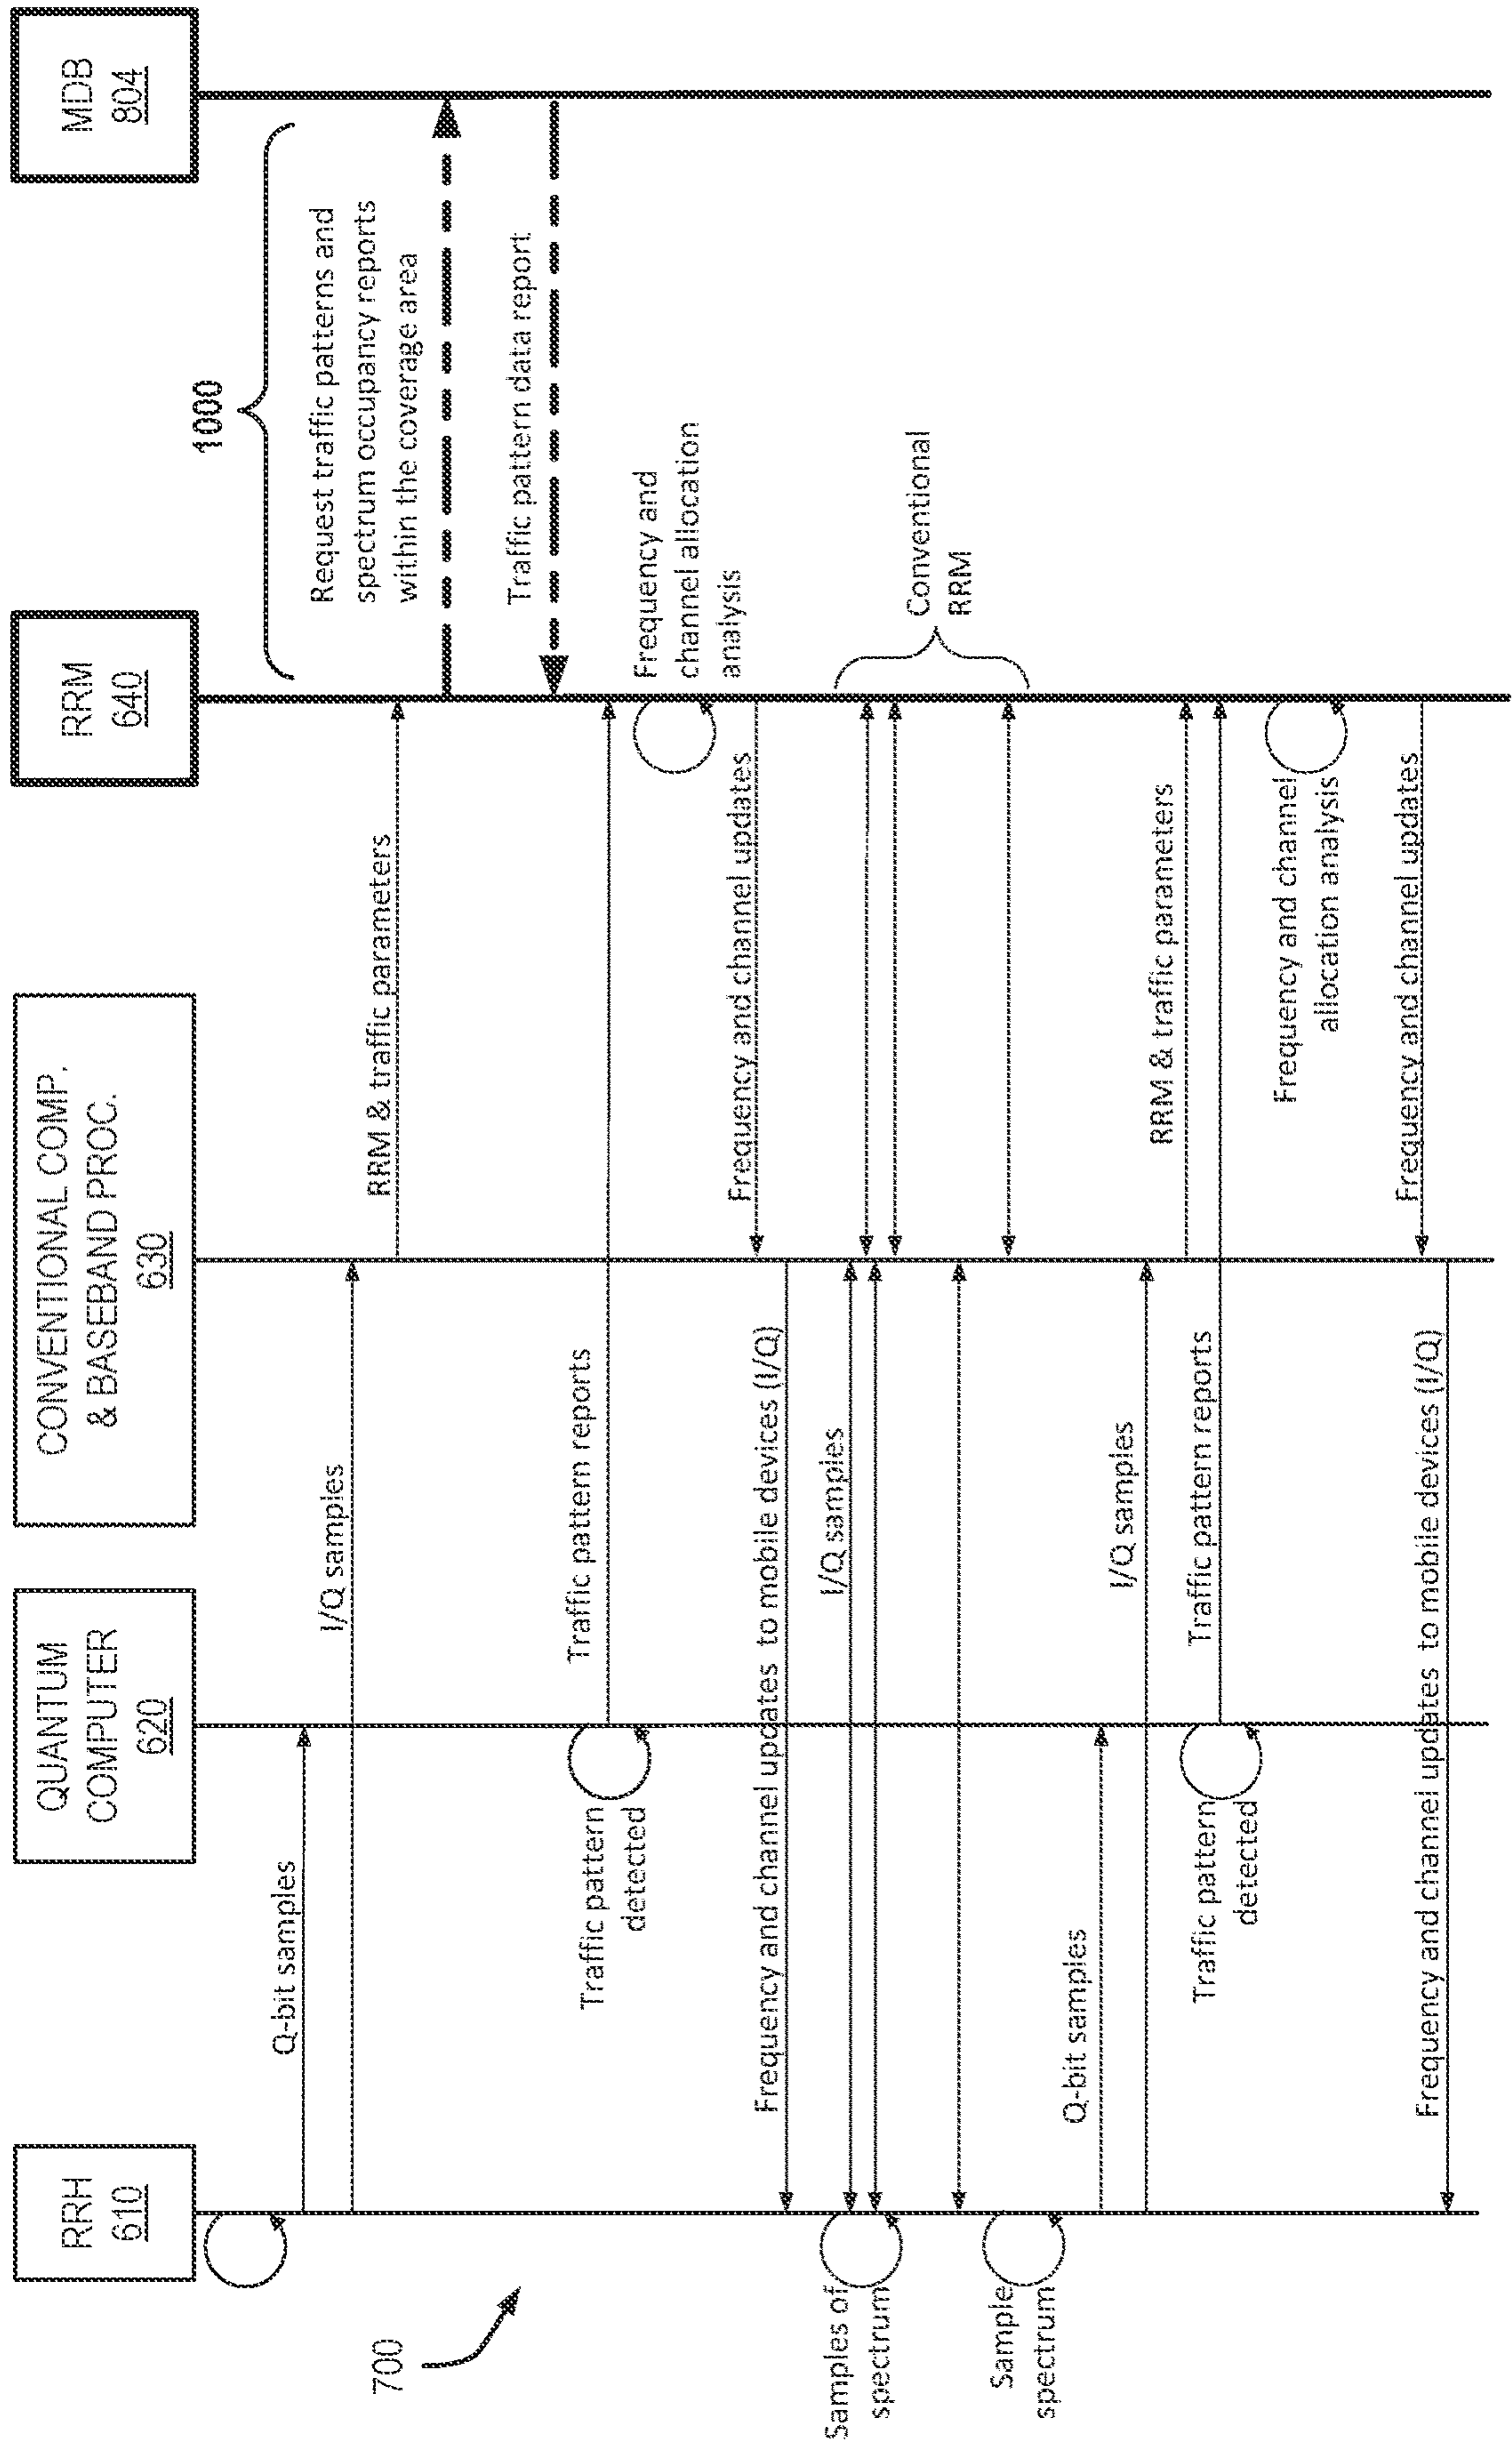 RRH
610
QUANTUM
COMPUTER
620
CONVENTIONAL COMP.
& BASEBAND PROC.
630
RRM
640
MDB
804
1000
700
Q-bit samples
I/Q samples
RRM & traffic parameters
Request traffic patterns and
spectrum occupancy reports
within the coverage area
Traffic pattern data report
Traffic pattern
detected
Traffic pattern reports
Frequency and
channel allocation
analysis
Frequency and channel updates
Frequency and channel updates to mobile devices (I/Q)
Samples of
spectrum
I/Q samples
Conventional
RRM
Sample
spectrum
Q-bit samples
I/Q samples
RRM & traffic parameters
Traffic pattern
detected
Traffic pattern reports
Frequency and channel
allocation analysis
Frequency and channel updates
Frequency and channel updates to mobile devices (I/Q)